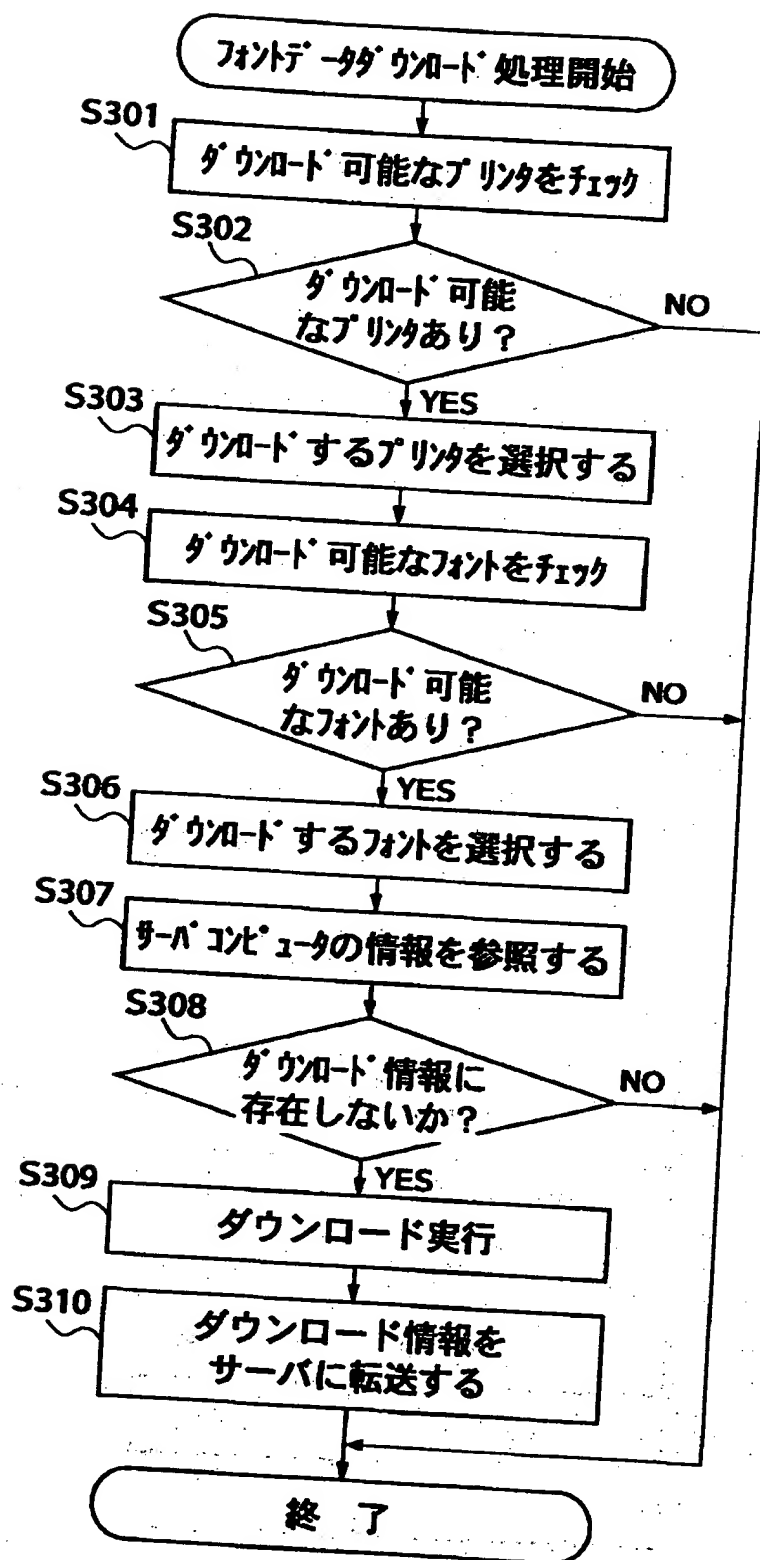 フォントデータダウンロード処理開始
S301
ダウンロード可能なプリンタをチェック
S302
ダウンロード可能
なプリンタあり?
NO
YES
S303
ダウンロードするプリンタを選択する
S304
ダウンロード可能なフォントをチェック
S305
ダウンロード可能
なフォントあり?
NO
YES
S306
ダウンロードするフォントを選択する
S307
サーバコンピュータの情報を参照する
S308
ダウンロード情報に
存在しないか?
NO
YES
S309
ダウンロード実行
S310
ダウンロード情報を
サーバに転送する
終 了